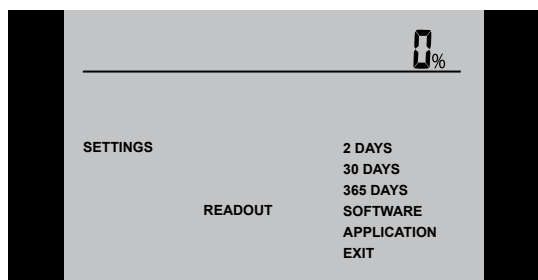 0%
SETTINGS 2 DAYS
30 DAYS
365 DAYS
READOUT SOFTWARE
APPLICATION
EXIT